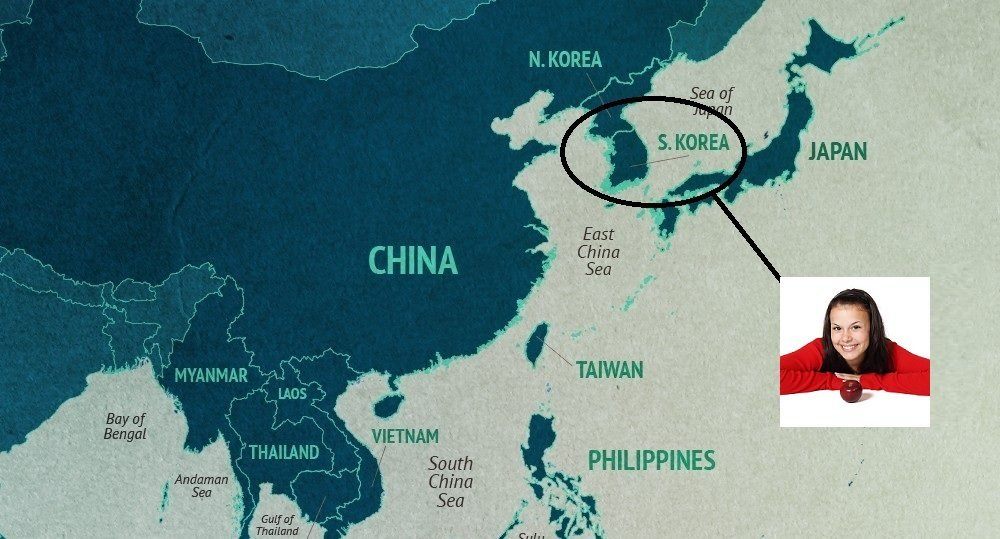 N. KOREA
Sea of
Japan
S. KOREA
JAPAN
East
China
Sea
CHINA
TAIWAN
MYANMAR
LAOS
Bay of
Bengal
VIETNAM
THAILAND
South
China
Sea
PHILIPPINES
Andaman
Sea
Gulf of
Thailand
Sulu